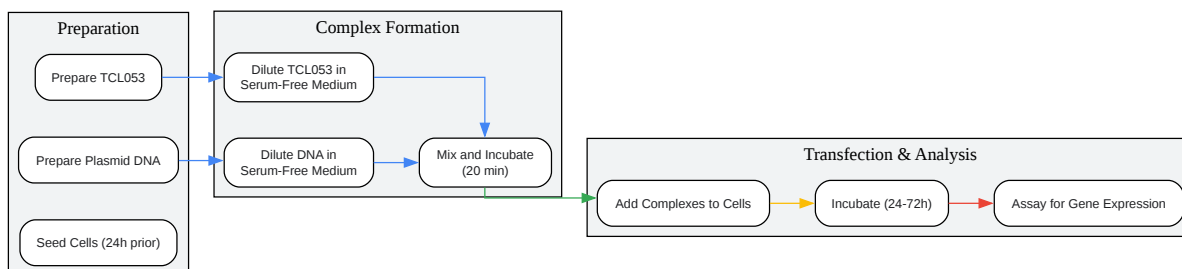 Preparation
Prepare TCL053
Prepare Plasmid DNA
Seed Cells (24h prior)
Complex Formation
Dilute TCL053 in
Serum-Free Medium
Dilute DNA in
Serum-Free Medium
Mix and Incubate
(20 min)
Transfection & Analysis
Add Complexes to Cells
Incubate (24-72h)
Assay for Gene Expression